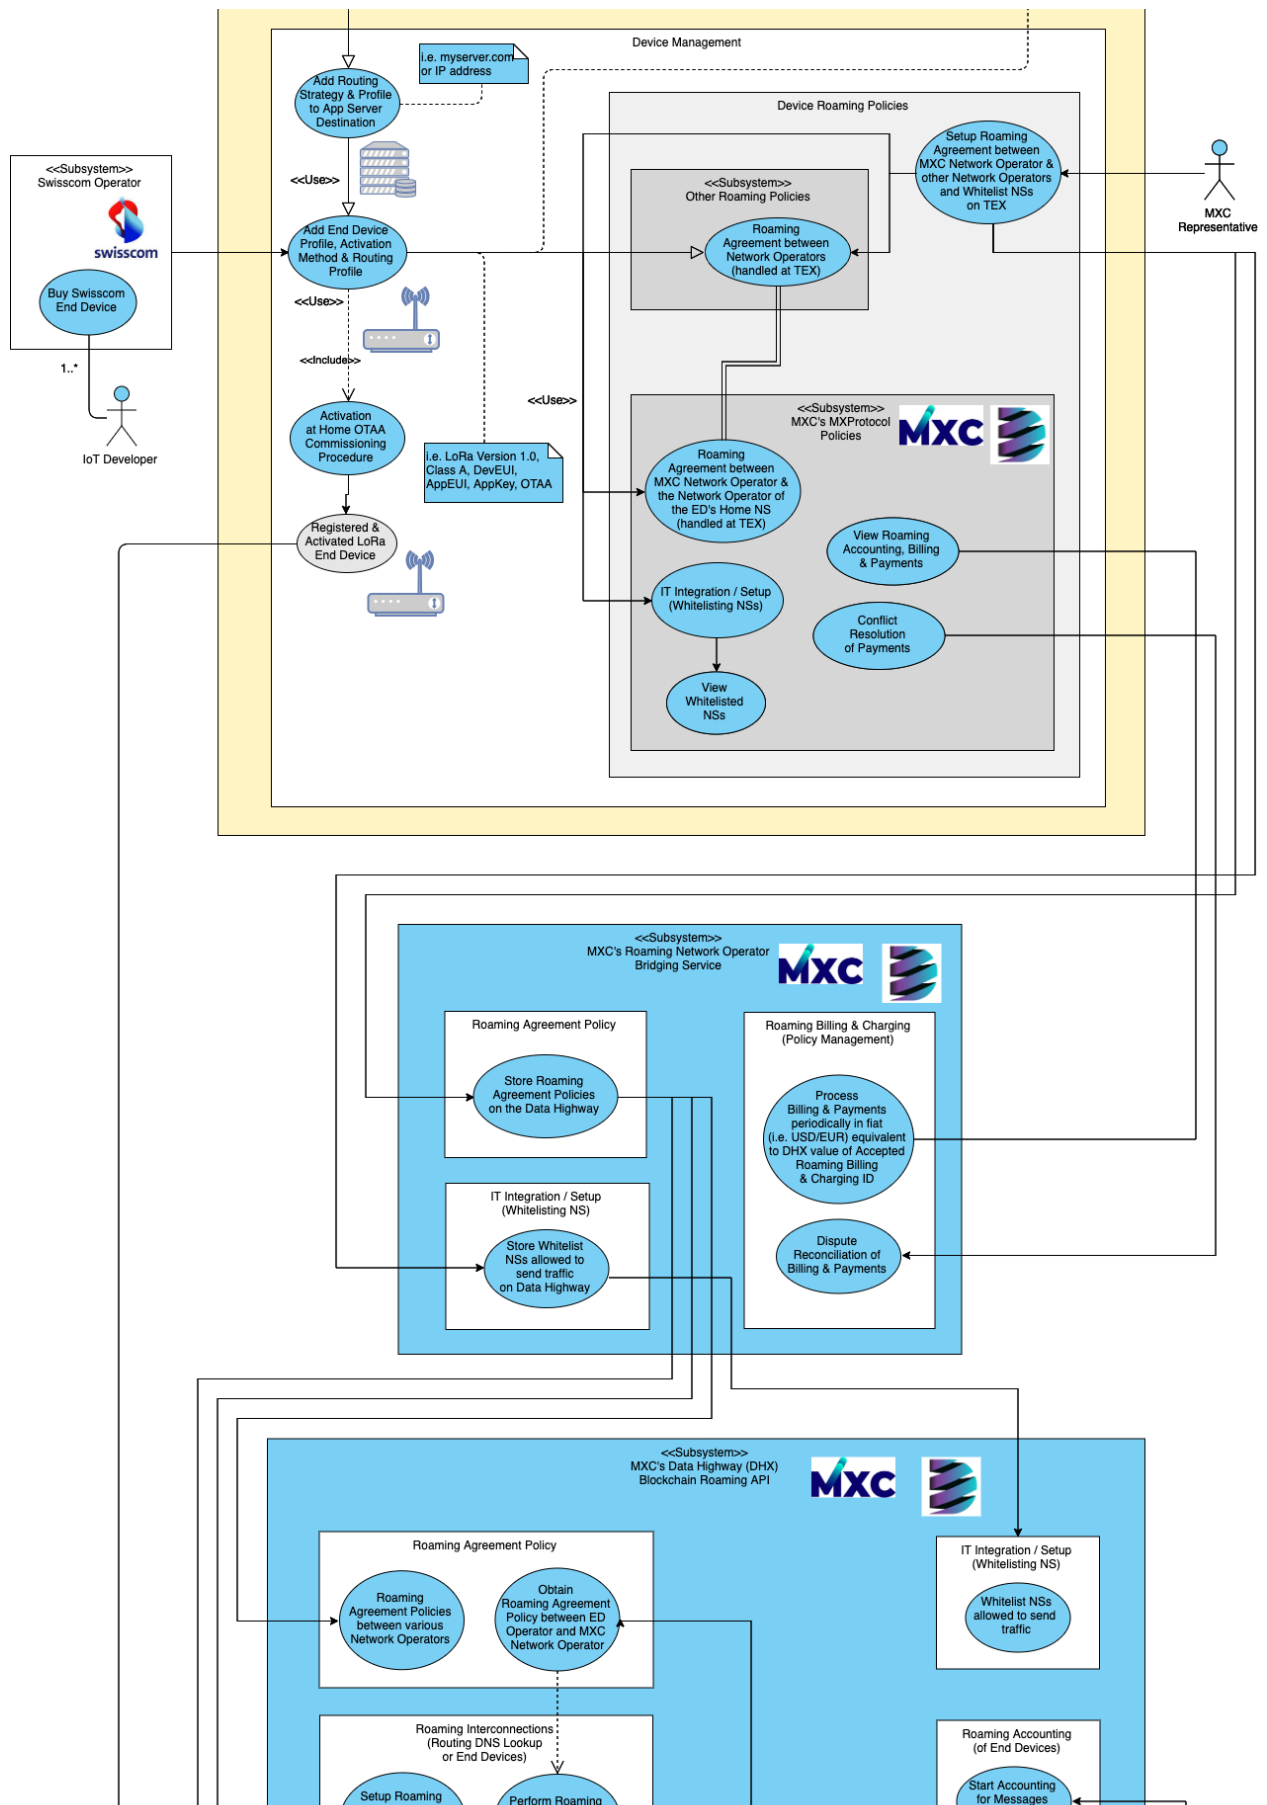 Device Management
i.e. myserver.com
or IP address
Add Routing
Strategy & Profile
to App Server
Destination
Device Roaming Policies
Setup Roaming
Agreement between
MXC Network Operator &
other Network Operators
and Whitelist NSs
on TEX
MXC
Representative
<<Subsystem>>
Swisscom Operator
swisscom
Buy Swisscom
End Device
1..*
IoT Developer
<<Use>>
<<Subsystem>>
Other Roaming Policies
Roaming
Agreement between
Network Operators
(handled at TEX)
Add End Device
Profile, Activation
Method & Routing
Profile
<<Use>>
<<Include>>
<<Use>>
Activation
at Home OTAA
Commissioning
Procedure
i.e. LoRa Version 1.0,
Class A, DevEUI,
AppEUI, AppKey, OTAA
Registered &
Activated LoRa
End Device
<<Subsystem>>
MXC's MXProtocol
Policies
MXC
Roaming
Agreement between
MXC Network Operator &
the Network Operator of
the ED's Home NS
(handled at TEX)
View Roaming
Accounting, Billing
& Payments
IT Integration / Setup
(Whitelisting NSs)
Conflict
Resolution
of Payments
View
Whitelisted
NSs
<<Subsystem>>
MXC's Roaming Network Operator
Bridging Service
MXC
Roaming Agreement Policy
Store Roaming
Agreement Policies
on the Data Highway
Roaming Billing & Charging
(Policy Management)
Process
Billing & Payments
periodically in fiat
(i.e. USD/EUR) equivalent
to DHX value of Accepted
Roaming Billing
& Charging ID
IT Integration / Setup
(Whitelisting NS)
Store Whitelist
NSs allowed to
send traffic
on Data Highway
Dispute
Reconciliation of
Billing & Payments
<<Subsystem>>
MXC's Data Highway (DHX)
Blockchain Roaming API
MXC
Roaming Agreement Policy
Roaming
Agreement Policies
between various
Network Operators
Obtain
Roaming Agreement
Policy between ED
Operator and MXC
Network Operator
IT Integration / Setup
(Whitelisting NS)
Whitelist NSs
allowed to send
traffic
Roaming Interconnections
(Routing DNS Lookup
or End Devices)
Setup Roaming
Perform Roaming
Roaming Accounting
(of End Devices)
Start Accounting
for Messages